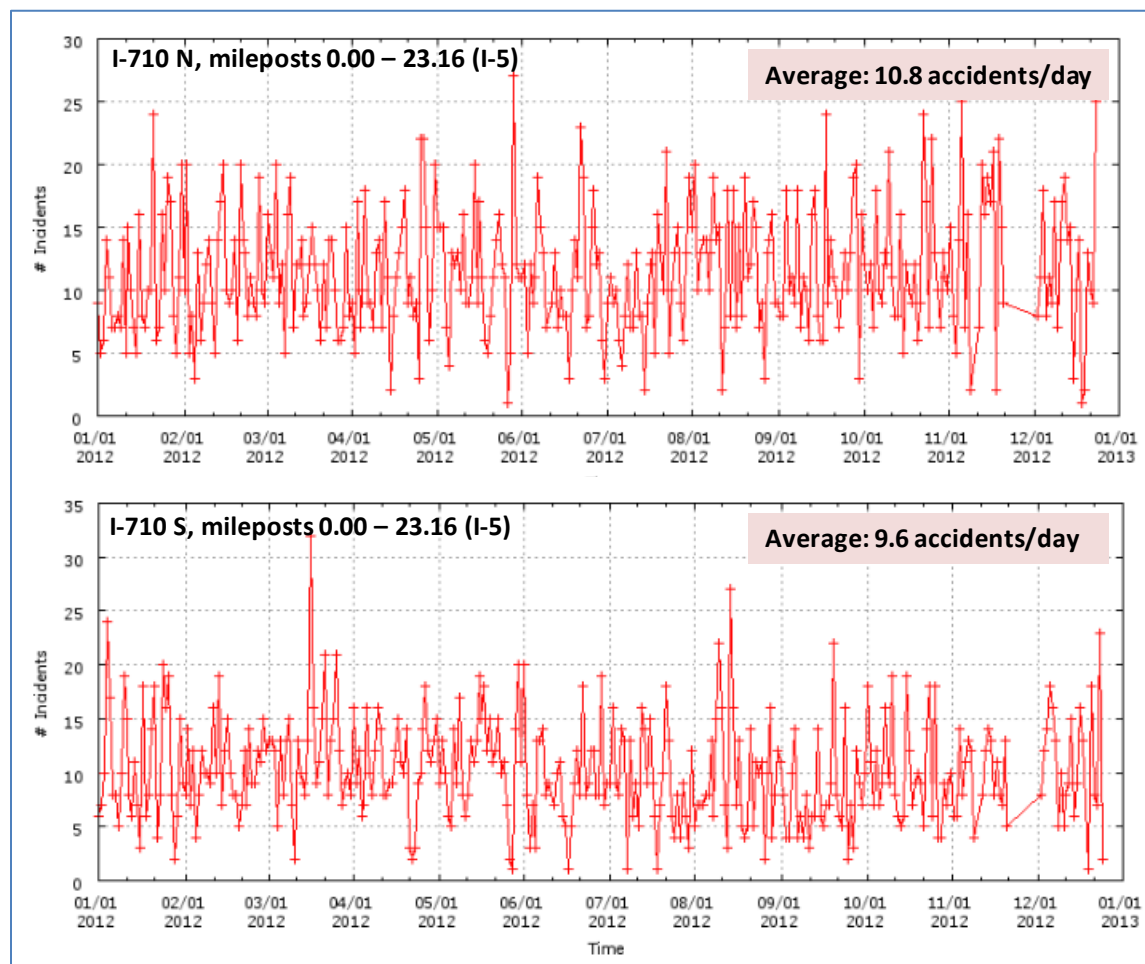 30
I-710 N, mileposts 0.00 – 23.16 (I-5)
Average: 10.8 accidents/day
25
20
# Incidents
15
10
5
0
01/01 02/01 03/01 04/01 05/01 06/01 07/01 08/01 09/01 10/01 11/01 12/01 01/01
2012 2012 2012 2012 2012 2012 2012 2012 2012 2012 2012 2012 2013
35
I-710 S, mileposts 0.00 – 23.16 (I-5)
Average: 9.6 accidents/day
30
25
20
# Incidents
15
10
5
0
01/01 02/01 03/01 04/01 05/01 06/01 07/01 08/01 09/01 10/01 11/01 12/01 01/01
2012 2012 2012 2012 2012 2012 2012 2012 2012 2012 2012 2012 2013
Time